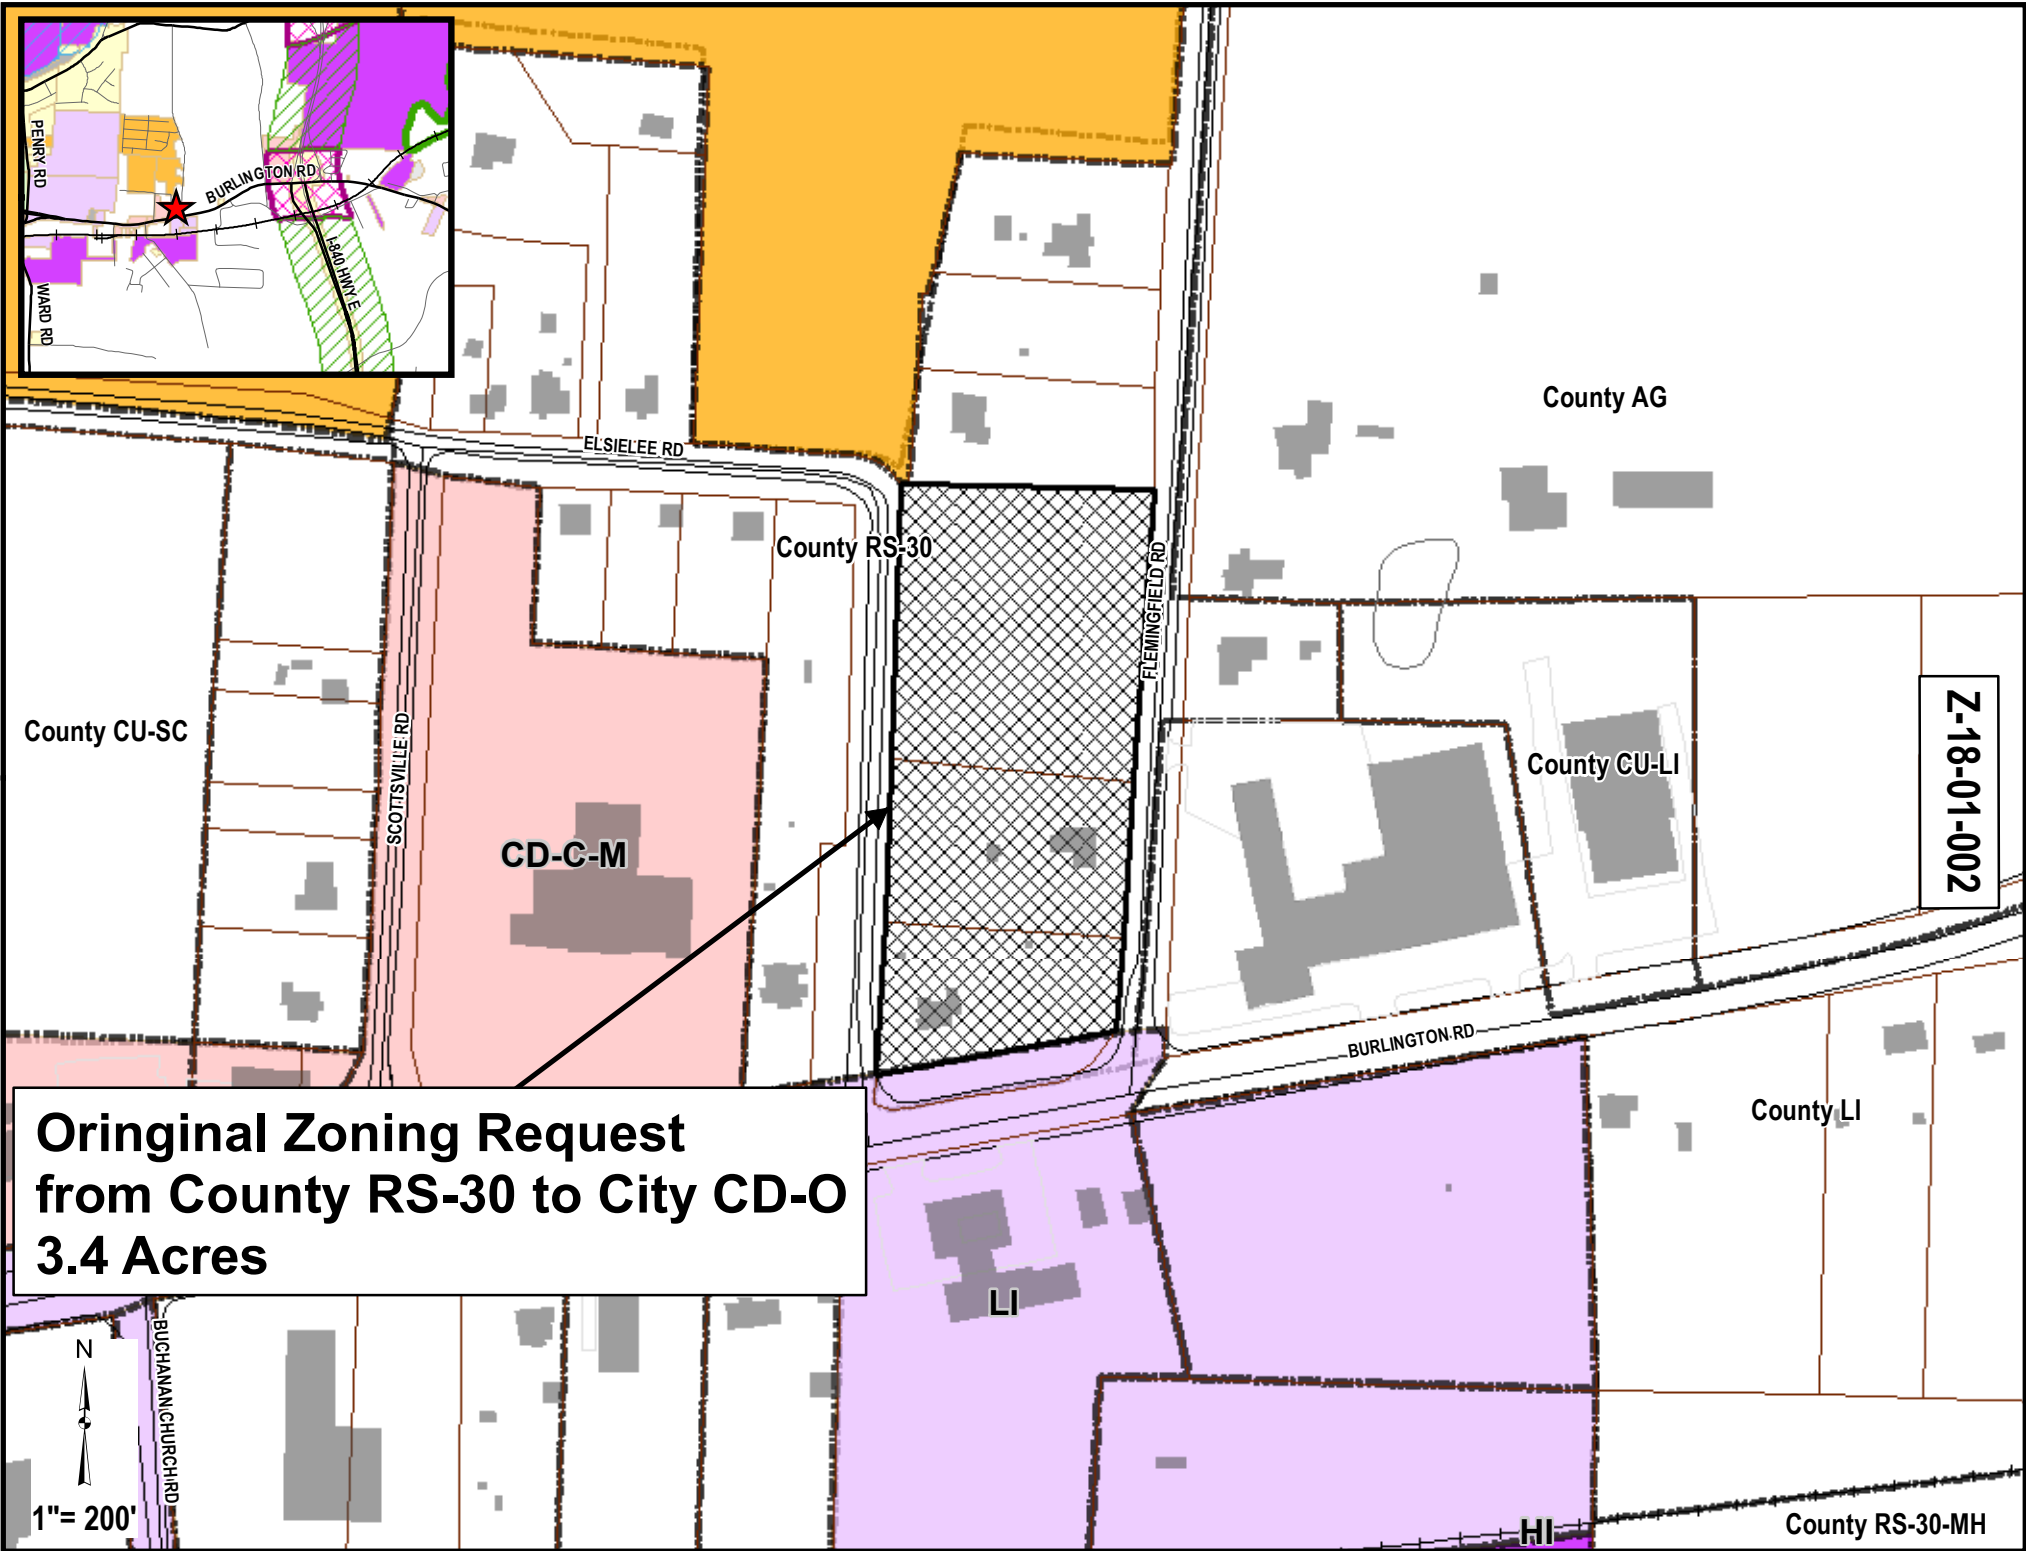 PENRY RD
BURLINGTON RD
I-840 HWY E
WARD RD
County AG
ELSIELEE RD
County RS-30
FLEMINGFIELD RD
County CU-SC
SCOTTSVILLE RD
County CU-LI
Z-18-01-002
CD-C-M
BURLINGTON RD
County LI
Oringinal Zoning Request
from County RS-30 to City CD-O
3.4 Acres
LI
BUCHANAN CHURCH RD
N
1"= 200'
HI
County RS-30-MH